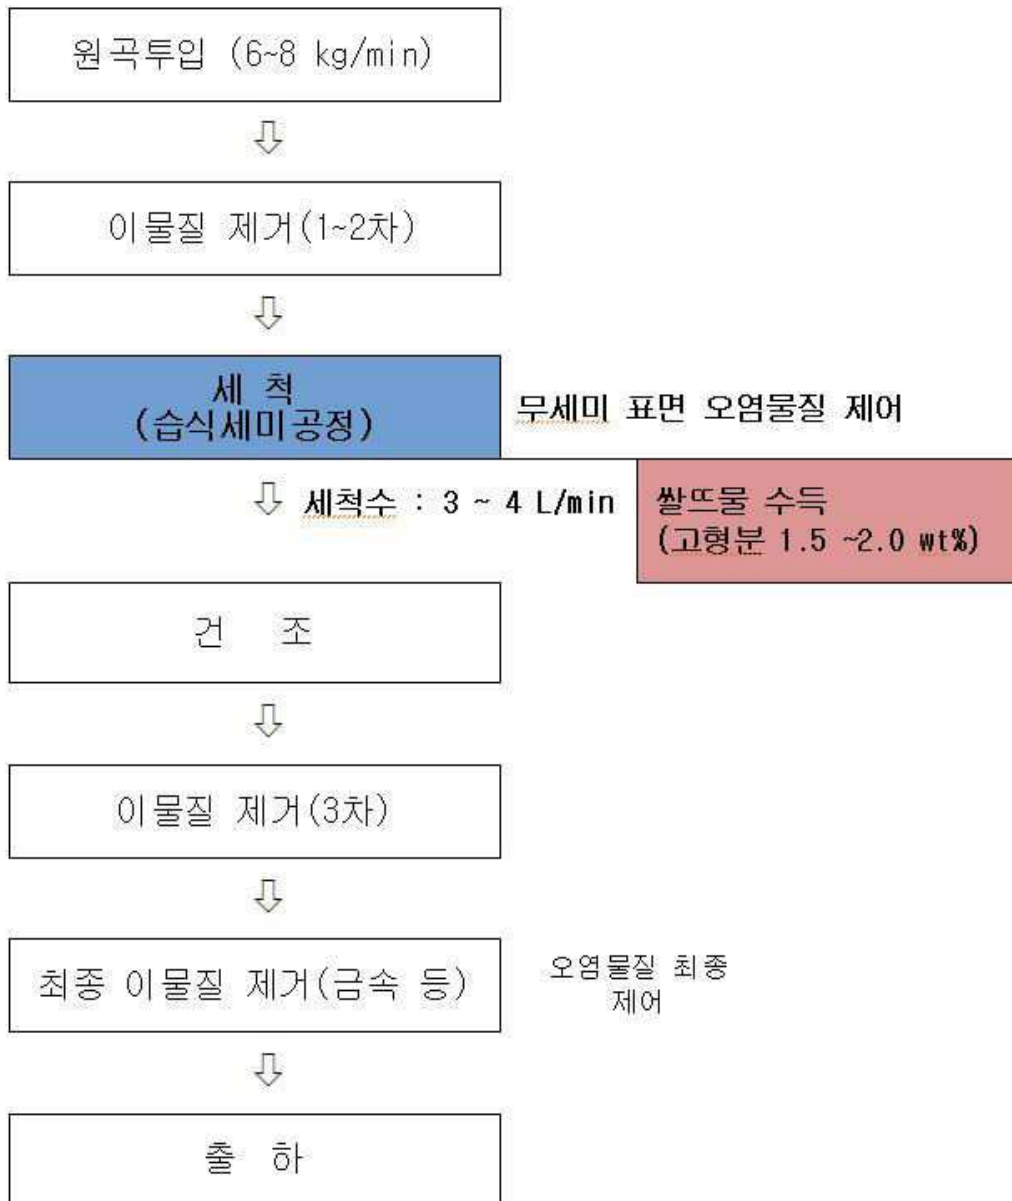 원곡투입 (6~8 kg/min)
⇩
이물질 제거(1~2차)
⇩
세 척
(습식세미공정)
무세미 표면 오염물질 제어
⇩ 세척수 : 3 ~ 4 L/min
쌀뜨물 수득
(고형분 1.5 ~2.0 wt%)
건 조
⇩
이물질 제거(3차)
⇩
최종 이물질 제거(금속 등)
오염물질 최종
제어
⇩
출 하